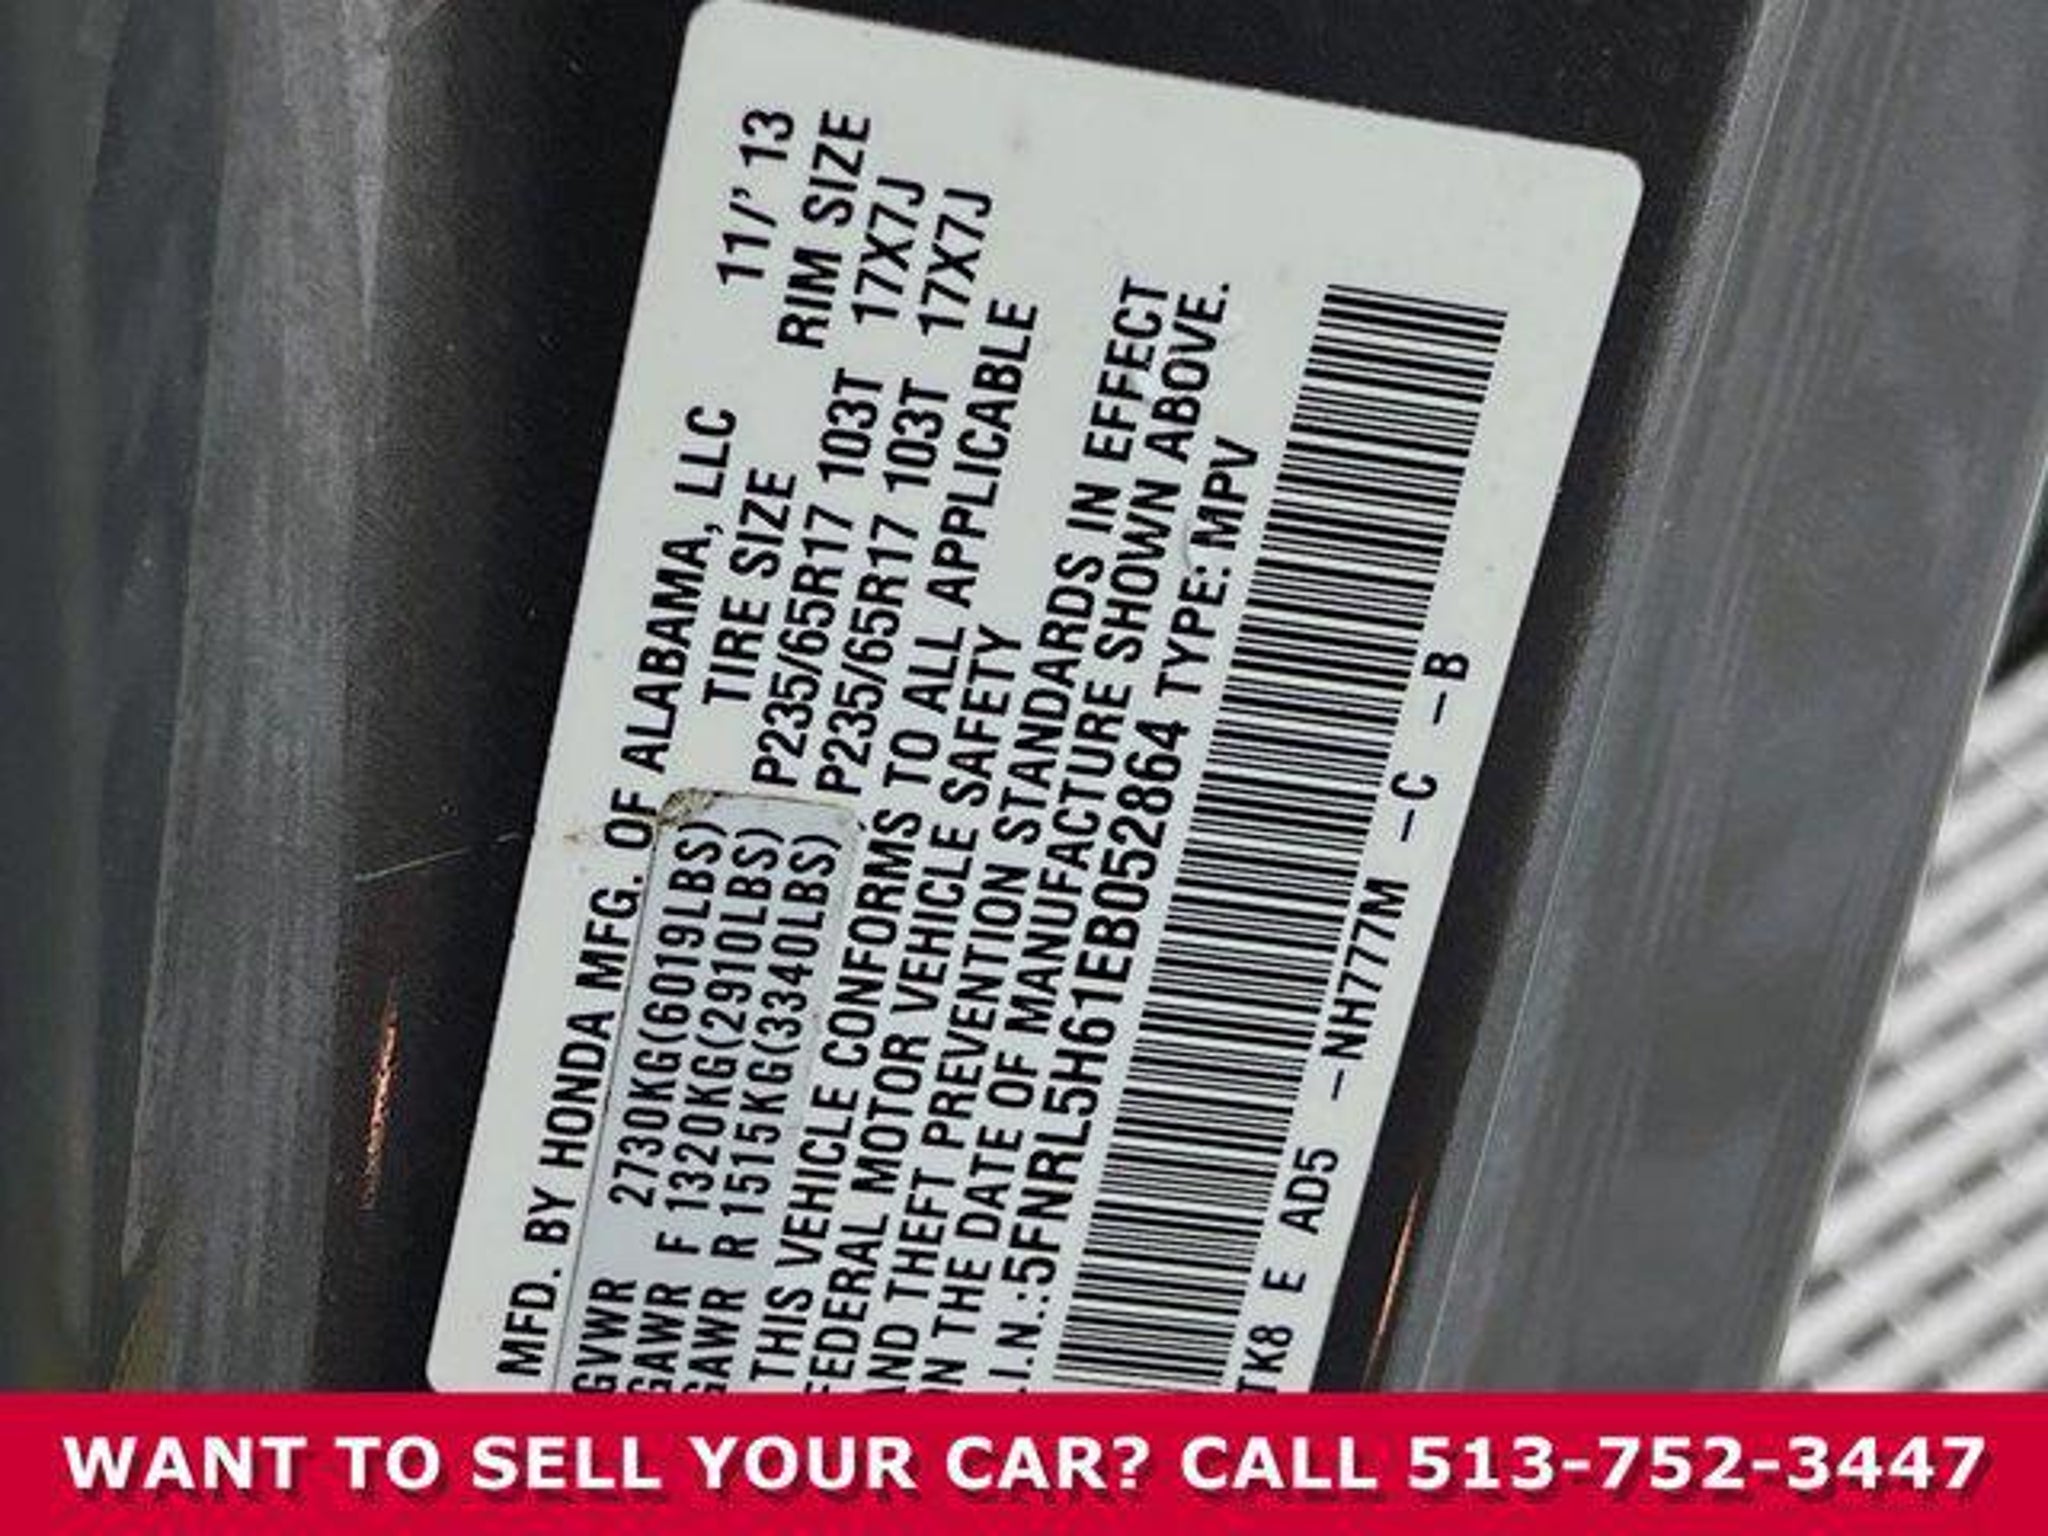 MFD. BY HONDA MFG. OF ALABAMA, LLC 11/' 13
TIRE SIZE RIM SIZE
GVWR 2730KG(6019LBS)
GAWR F 1320KG(2910LBS) P235/65R17 103T 17X7J
GAWR R 1515KG(3340LBS) P235/65R17 103T 17X7J
THIS VEHICLE CONFORMS TO ALL APPLICABLE
FEDERAL MOTOR VEHICLE SAFETY
AND THEFT PREVENTION STANDARDS IN EFFECT
ON THE DATE OF MANUFACTURE SHOWN ABOVE.
.I.N.:5FNRL5H61EB052864 TYPE: MPV
TK8 E AD5 –NH777M –C –B
WANT TO SELL YOUR CAR? CALL 513-752-3447